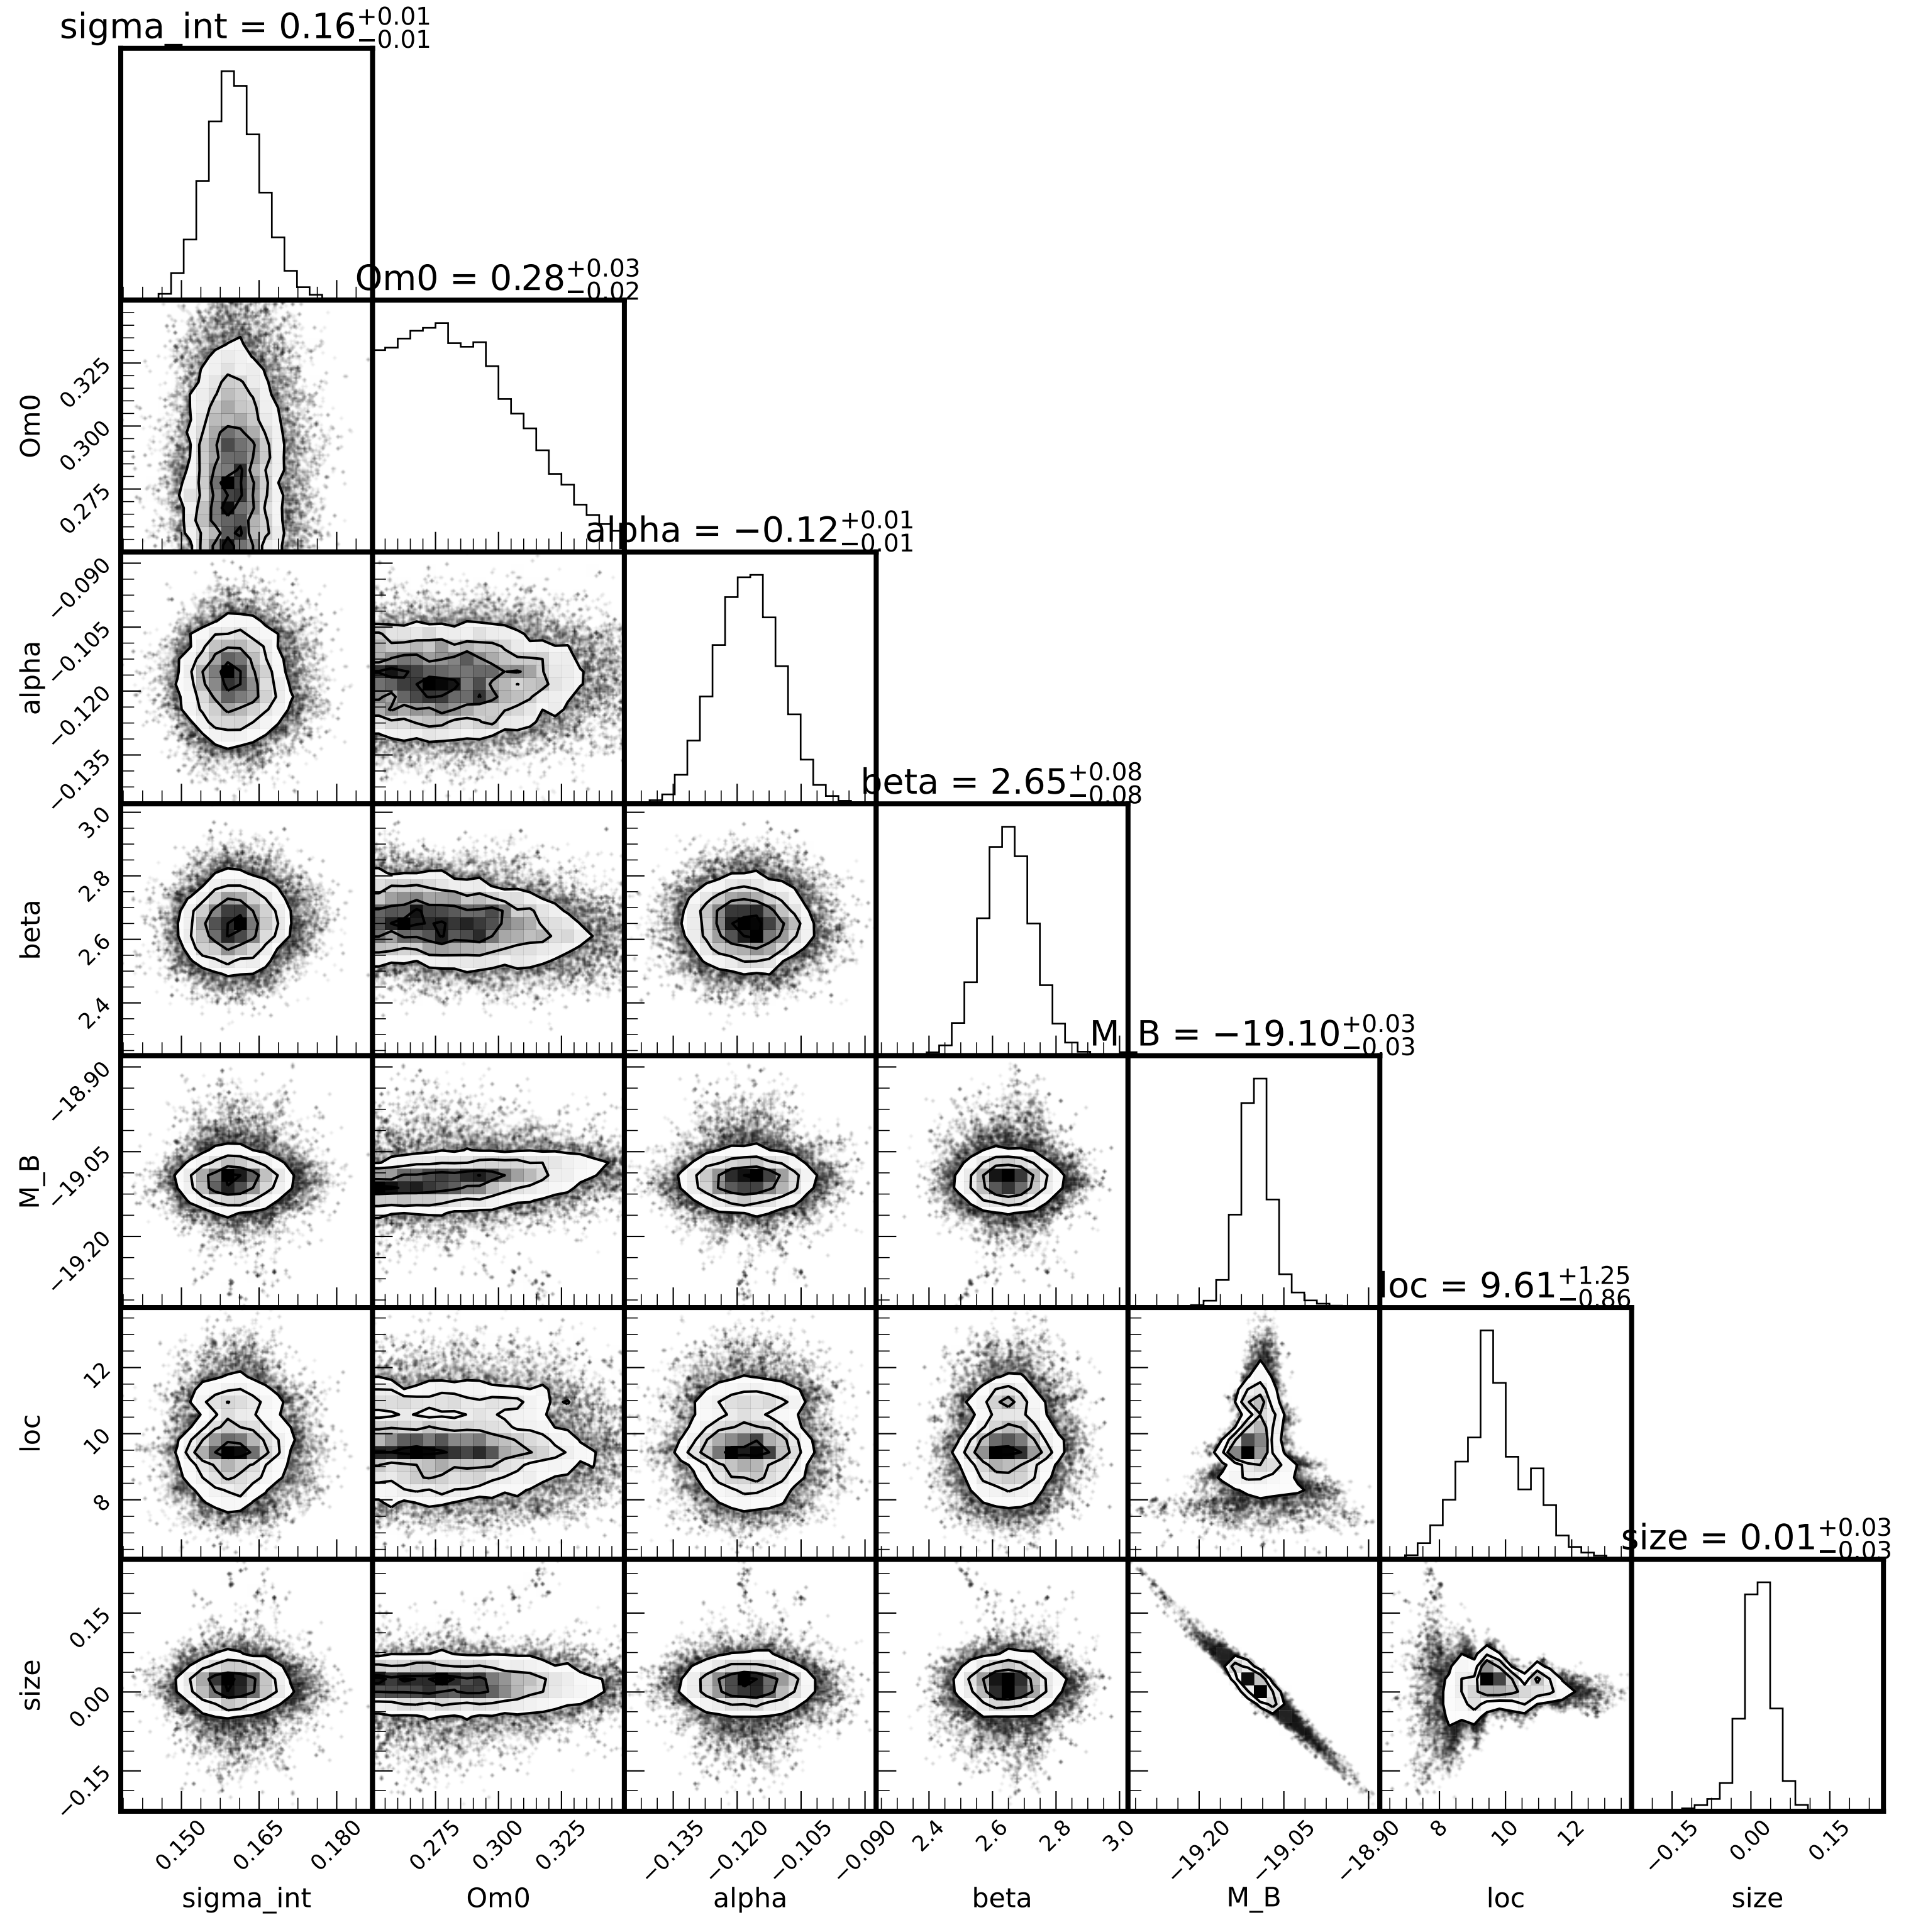 sigma_int = 0.16+0.01−0.01
Om0 = 0.28+0.03−0.02
0.325
0.300
0.275
Om0
alpha = −0.12+0.01−0.01
−0.090
−0.105
−0.120
−0.135
alpha
beta = 2.65+0.08−0.08
3.0
2.8
2.6
2.4
beta
M_B = −19.10+0.03−0.03
−18.90
−19.05
−19.20
M_B
loc = 9.61+1.25−0.86
12
10
8
loc
size = 0.01+0.03−0.03
0.15
0.00
−0.15
size
0.150 0.165 0.180 0.275 0.300 0.325 −0.135 −0.120 −0.105 −0.090 2.4 2.6 2.8 3.0 −19.20 −19.05 −18.90 8 10 12 −0.15 0.00 0.15
sigma_int Om0 alpha beta M_B loc size